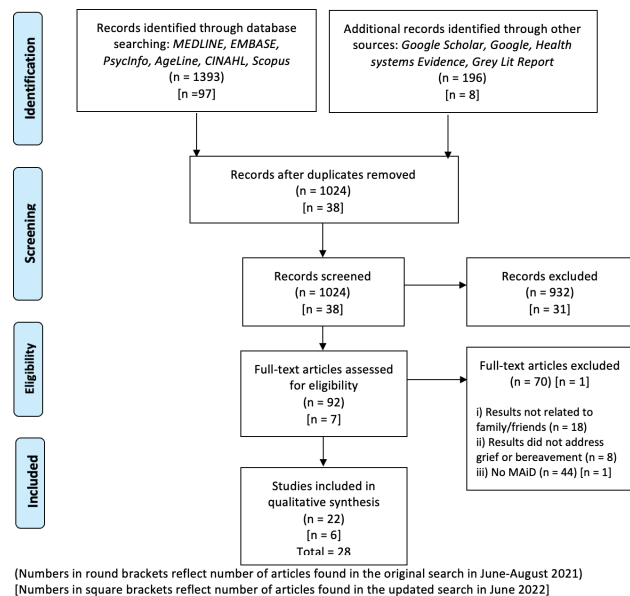 Identification
Records identified through database
searching: MEDLINE, EMBASE,
PsycInfo, AgeLine, CINAHL, Scopus
(n = 1393)
[n =97]
Additional records identified through other
sources: Google Scholar, Google, Health
systems Evidence, Grey Lit Report
(n = 196)
[n = 8]
Screening
Records after duplicates removed
(n = 1024)
[n = 38]
Records screened
(n = 1024)
[n = 38]
Records excluded
(n = 932)
[n = 31]
Eligibility
Full-text articles assessed
for eligibility
(n = 92)
[n = 7]
Full-text articles excluded
(n = 70) [n = 1]
i) Results not related to
family/friends (n = 18)
ii) Results did not address
grief or bereavement (n = 8)
iii) No MAiD (n = 44) [n = 1]
Included
Studies included in
qualitative synthesis
(n = 22)
[n = 6]
Total = 28
(Numbers in round brackets reflect number of articles found in the original search in June-August 2021)
[Numbers in square brackets reflect number of articles found in the updated search in June 2022]